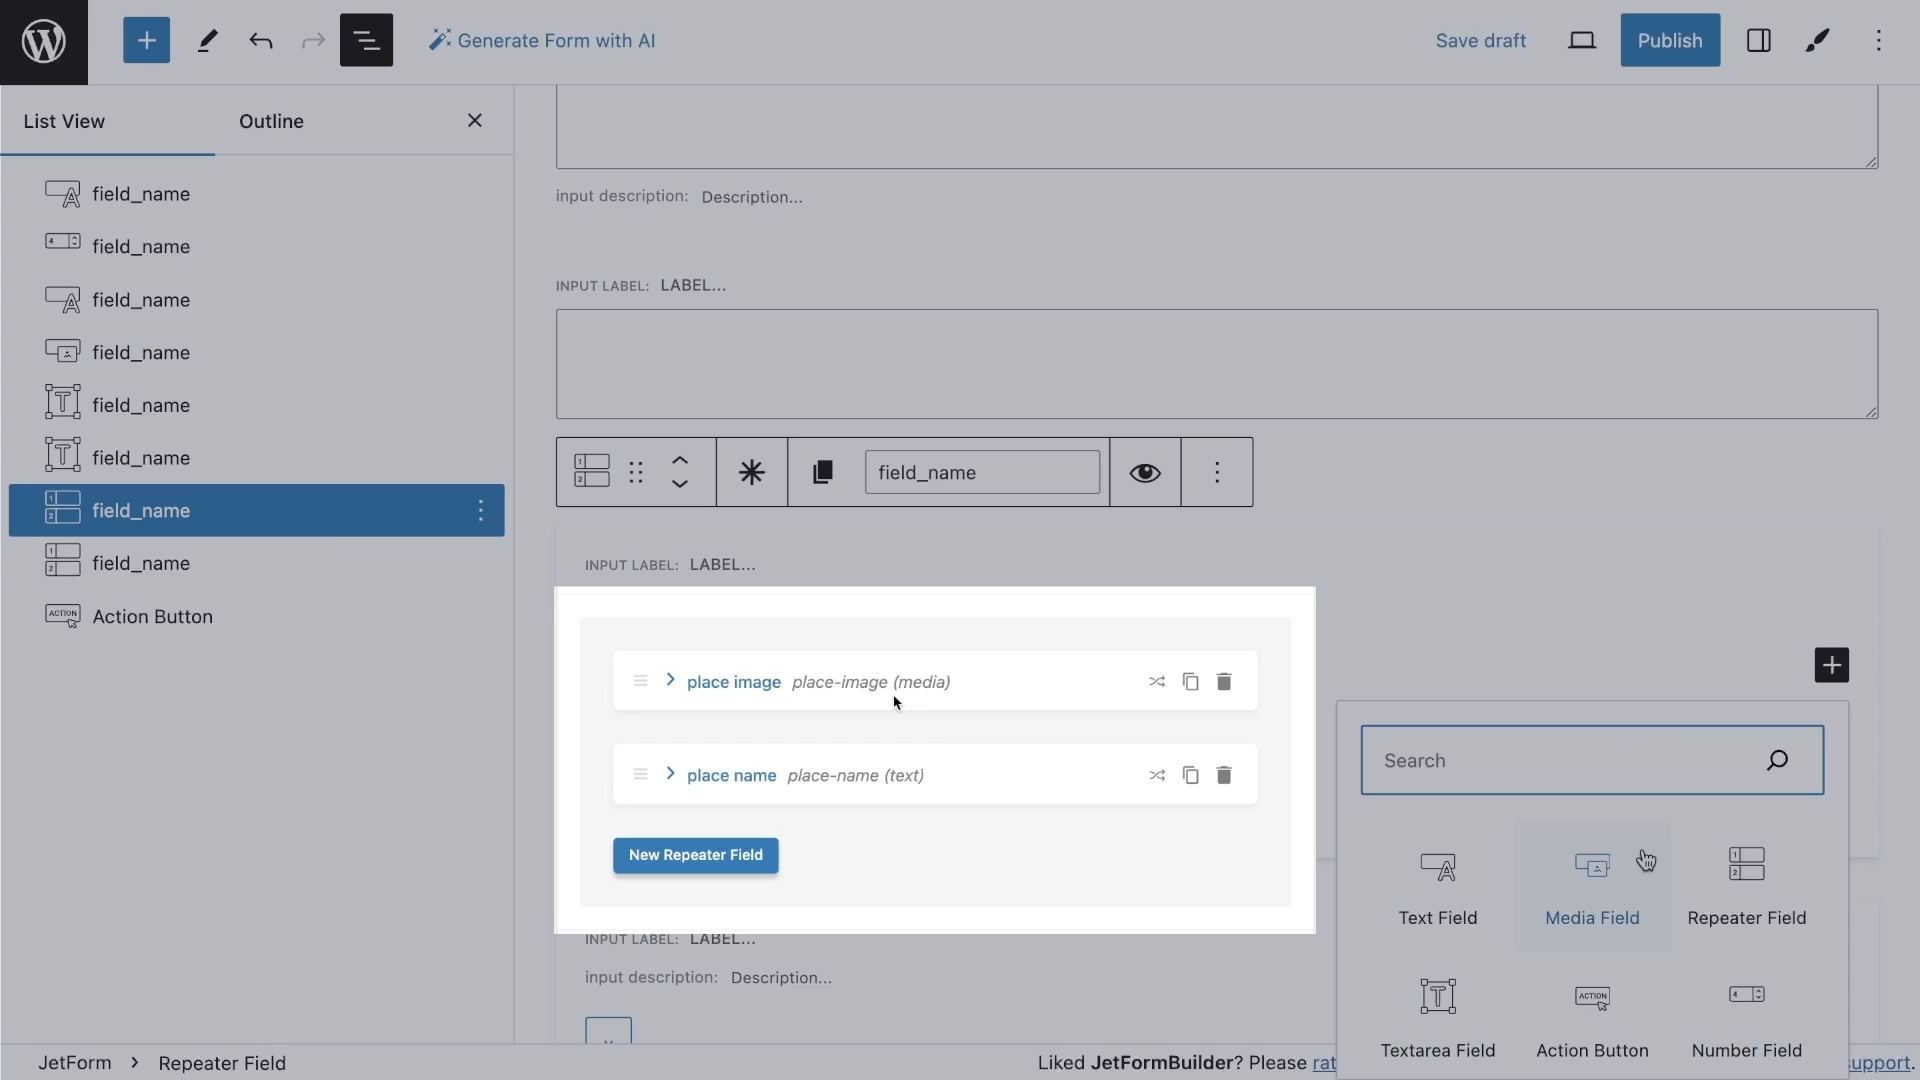 Generate Form with AI
Save draft
Publish
List View
Outline
field_name
field_name
field_name
field_name
field_name
field_name
field_name
field_name
ACTION Action Button
input description: Description...
INPUT LABEL: LABEL...
field_name
INPUT LABEL: LABEL...
place image place-image (media)
place name place-name (text)
New Repeater Field
INPUT LABEL: LABEL...
input description: Description...
Search
Text Field
Media Field
Repeater Field
ACTION
Textarea Field
Action Button
Number Field
JetForm
Repeater Field
Liked JetFormBuilder? Please rat
support.